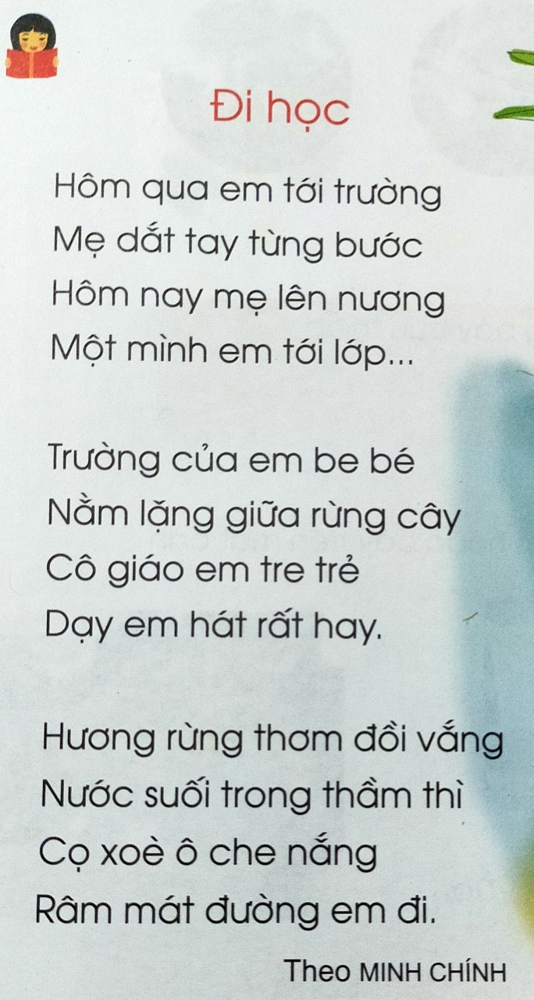 Đi học
Hôm qua em tới trường
Mẹ dắt tay từng bước
Hôm nay mẹ lên nương
Một mình em tới lớp...
Trường của em be bé
Nằm lặng giữa rừng cây
Cô giáo em tre trẻ
Dạy em hát rất hay.
Hương rừng thơm đồi vắng
Nước suối trong thầm thì
Cọ xoè ô che nắng
Râm mát đường em đi.
Theo MINH CHÍNH